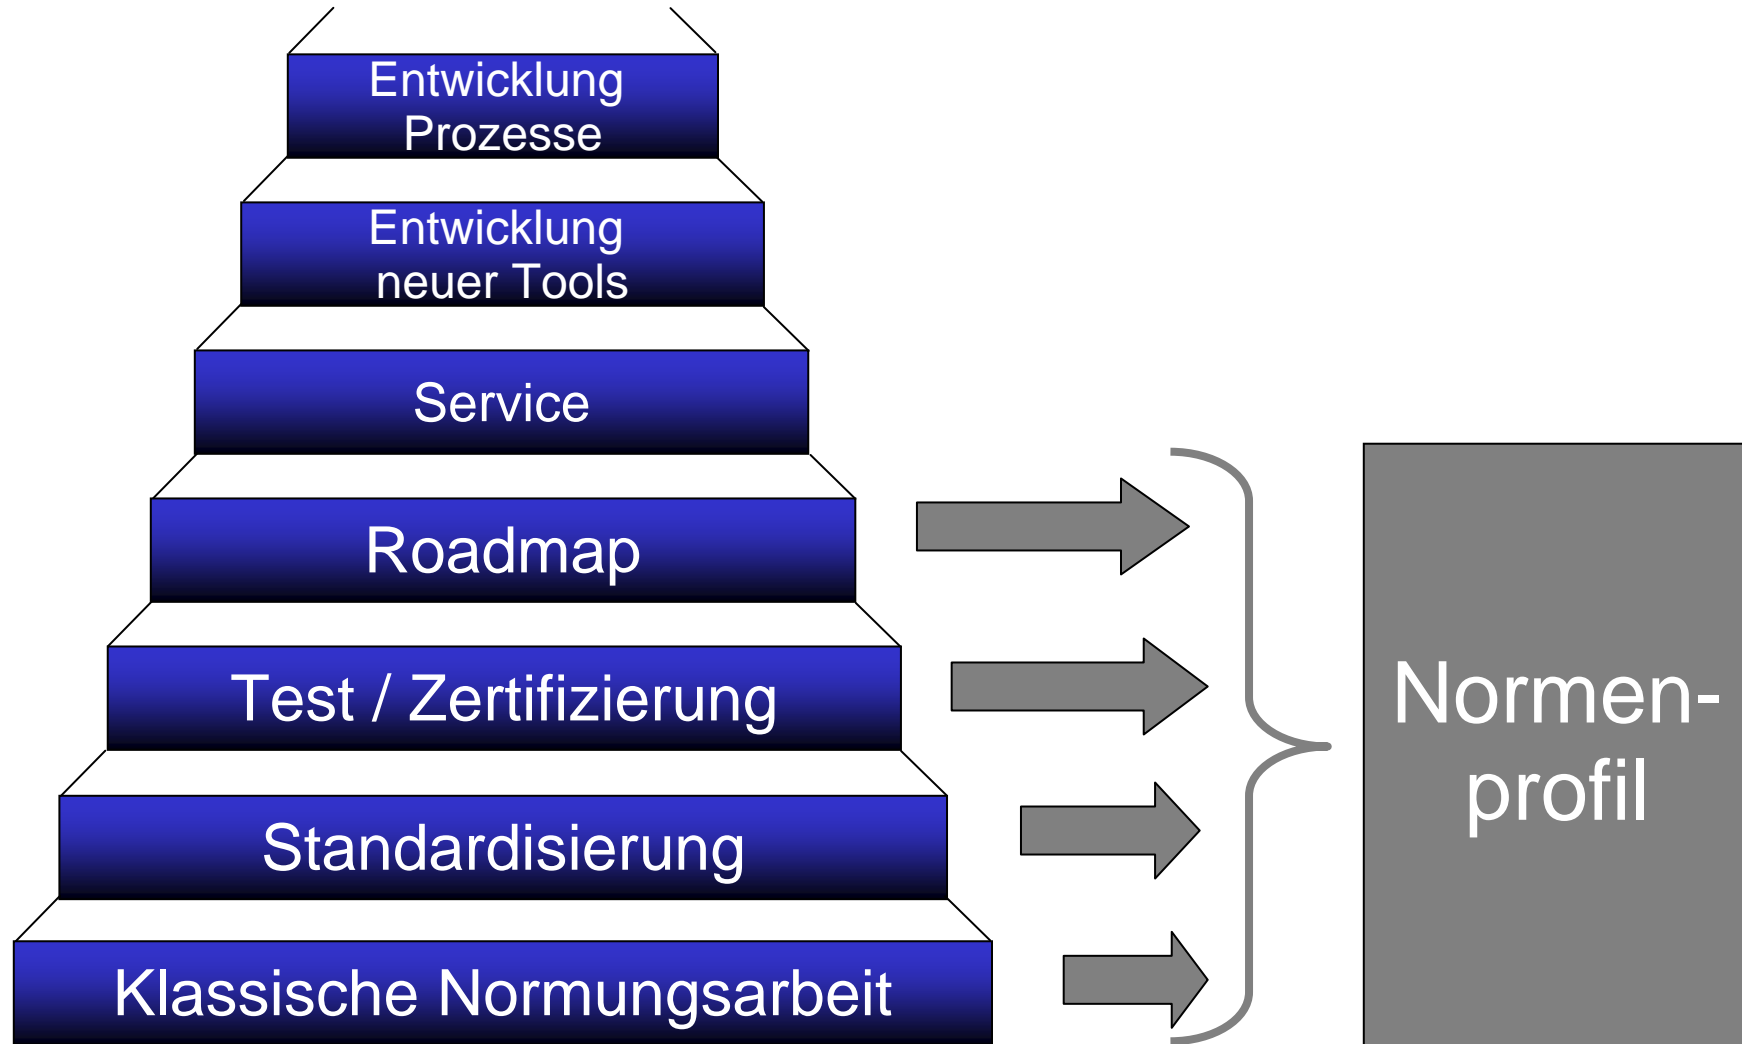 Entwicklung
Prozesse
Entwicklung
neuer Tools
Service
Roadmap
Test / Zertifizierung
Standardisierung
Klassische Normungsarbeit
Normen-
profil